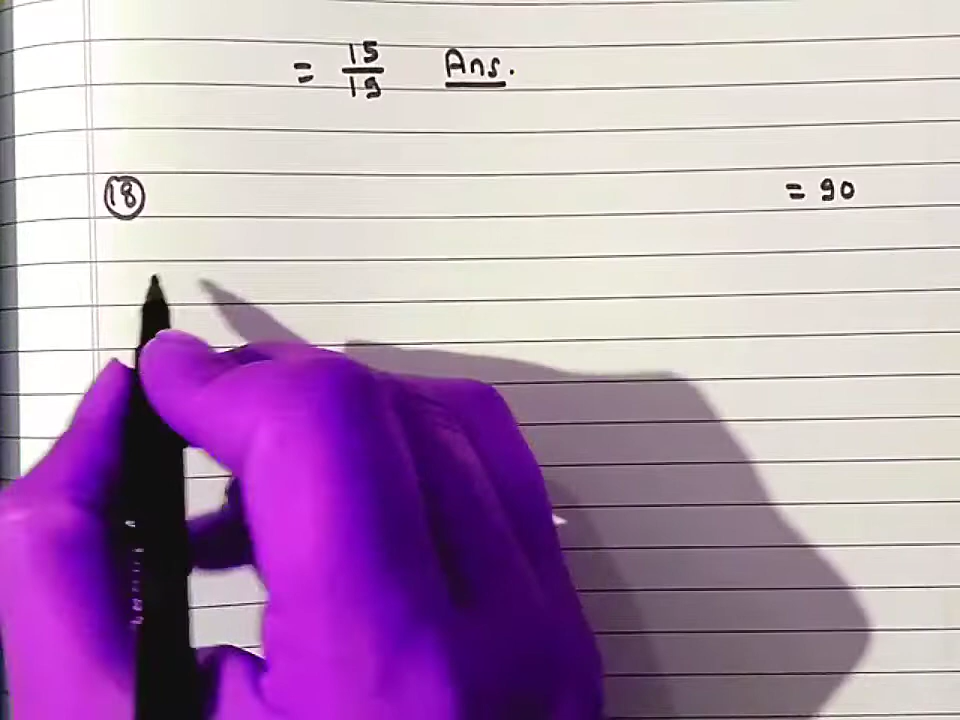 = 15/19 Ans.
18 = 90